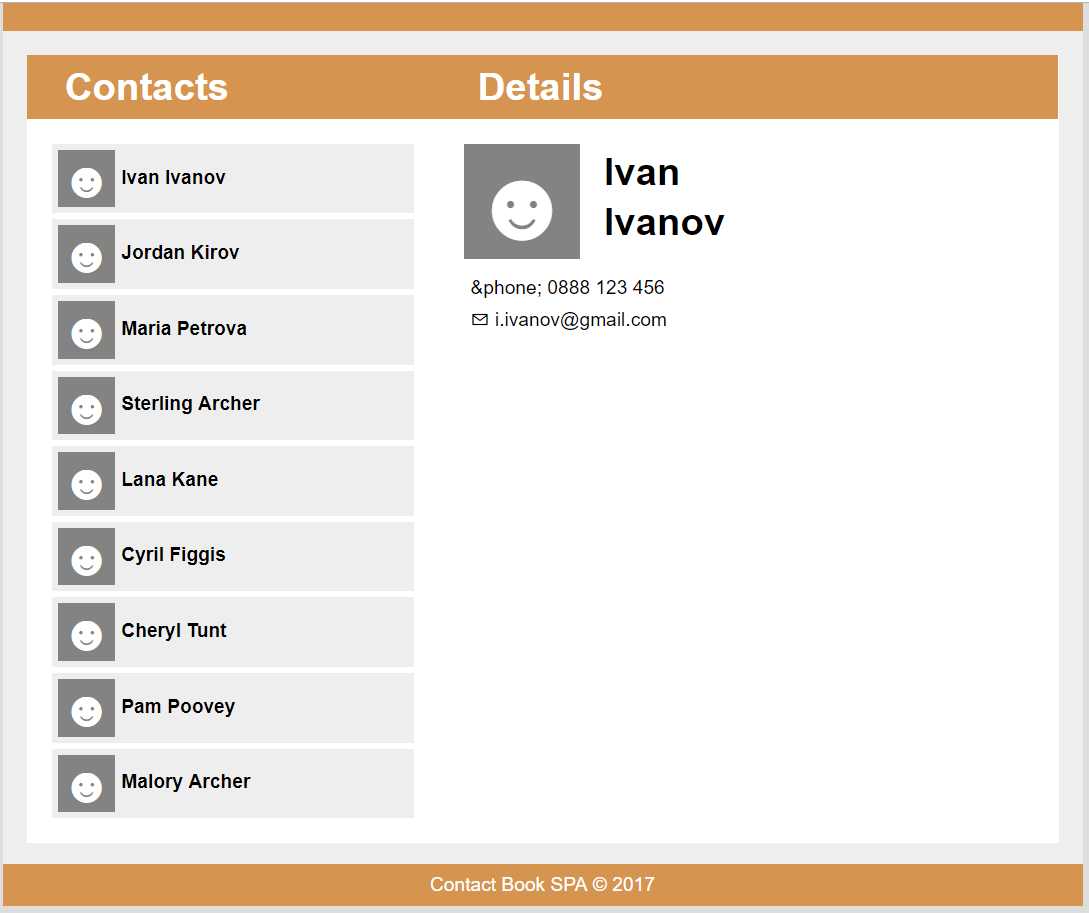 Contacts
Details
Ivan Ivanov
Jordan Kirov
Maria Petrova
Sterling Archer
Lana Kane
Cyril Figgis
Cheryl Tunt
Pam Poovey
Malory Archer
Ivan
Ivanov
&phone; 0888 123 456
✉ i.ivanov@gmail.com
Contact Book SPA © 2017